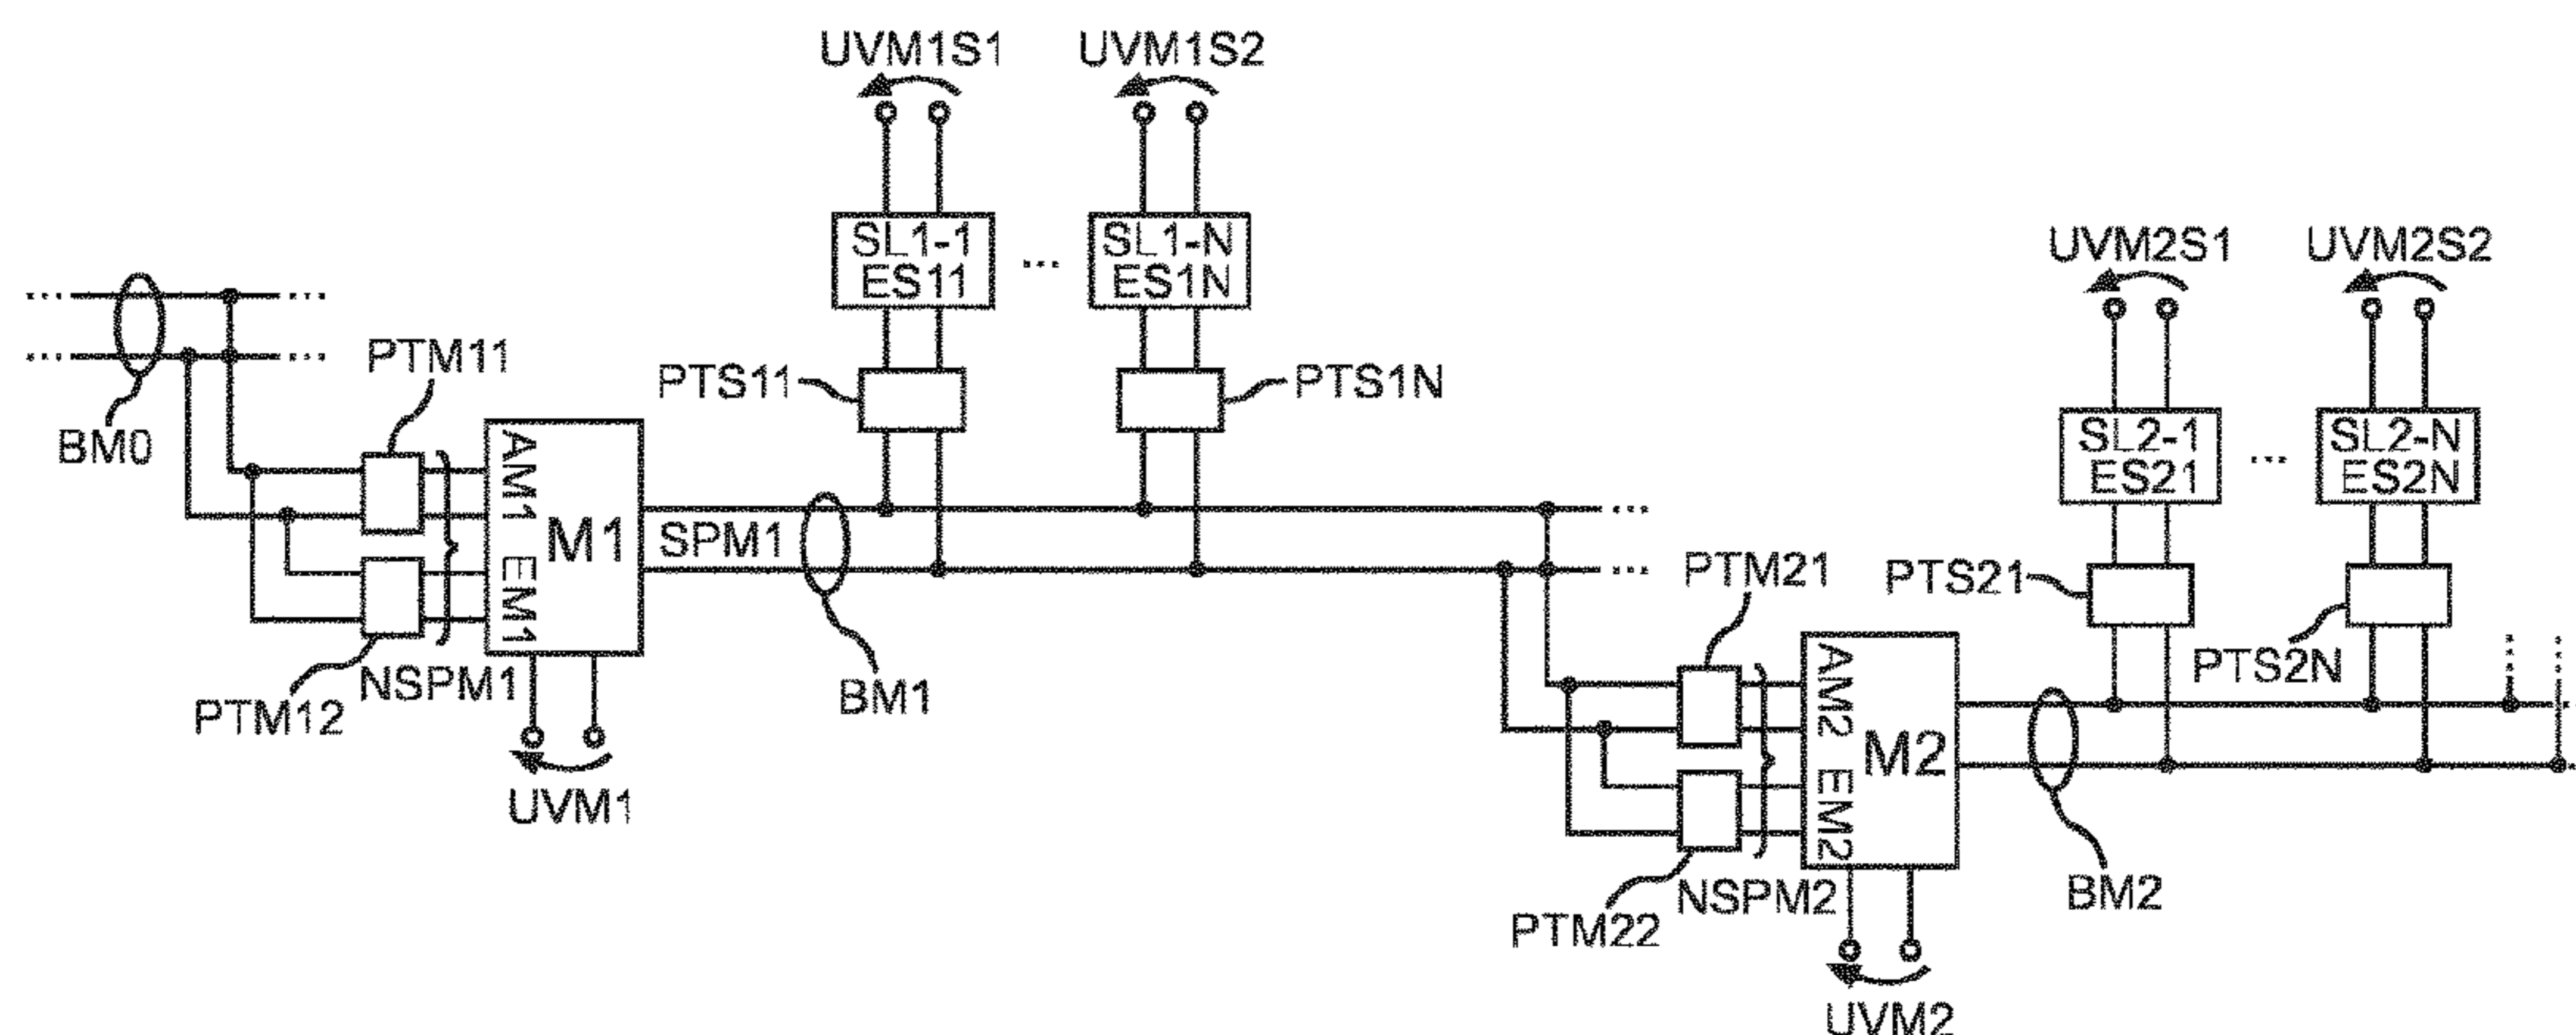 UVM1S1
UVM1S2
SL1-1
ES11
...
SL1-N
ES1N
UVM2S1
UVM2S2
BM0
PTM11
PTS11
PTS1N
SL2-1
ES21
...
SL2-N
ES2N
AM1
EM1
M1
SPM1
BM1
NSPM1
PTM12
UVM1
PTM21
PTS21
PTS2N
AM2
EM2
M2
BM2
NSPM2
PTM22
UVM2